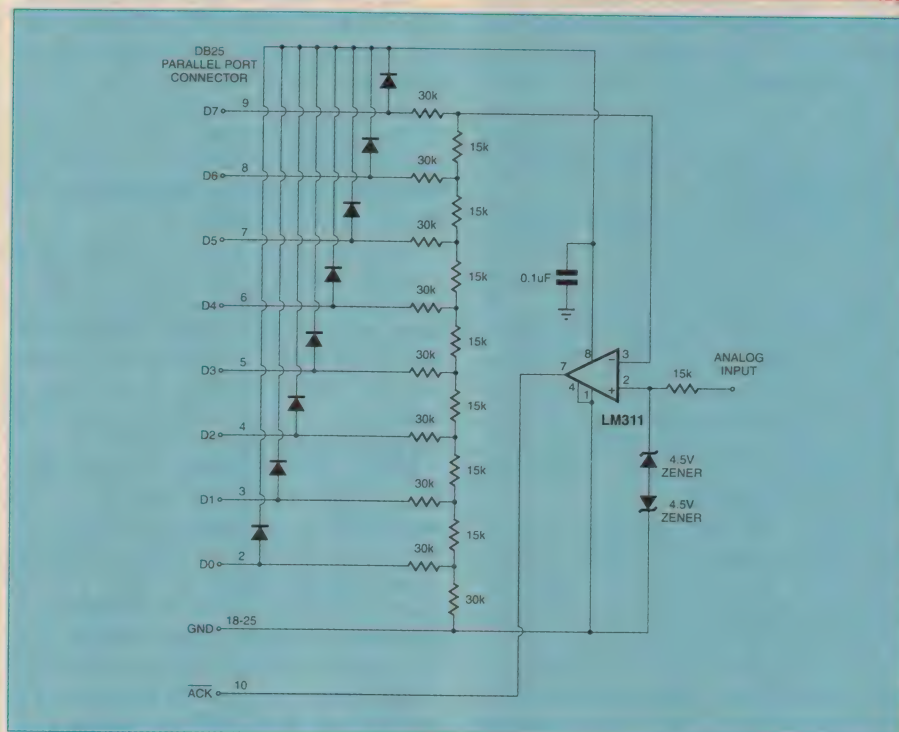 DB25
PARALLEL PORT
CONNECTOR
D7 9
30k
15k
D6 8
30k
15k
D5 7
30k
15k
D4 6
30k
15k
D3 5
30k
15k
D2 4
30k
15k
D1 3
30k
15k
D0 2
30k
30k
GND 18-25
ACK 10
0.1uF
8
3
7
4
1
2
LM311
15k
ANALOG
INPUT
4.5V
ZENER
4.5V
ZENER